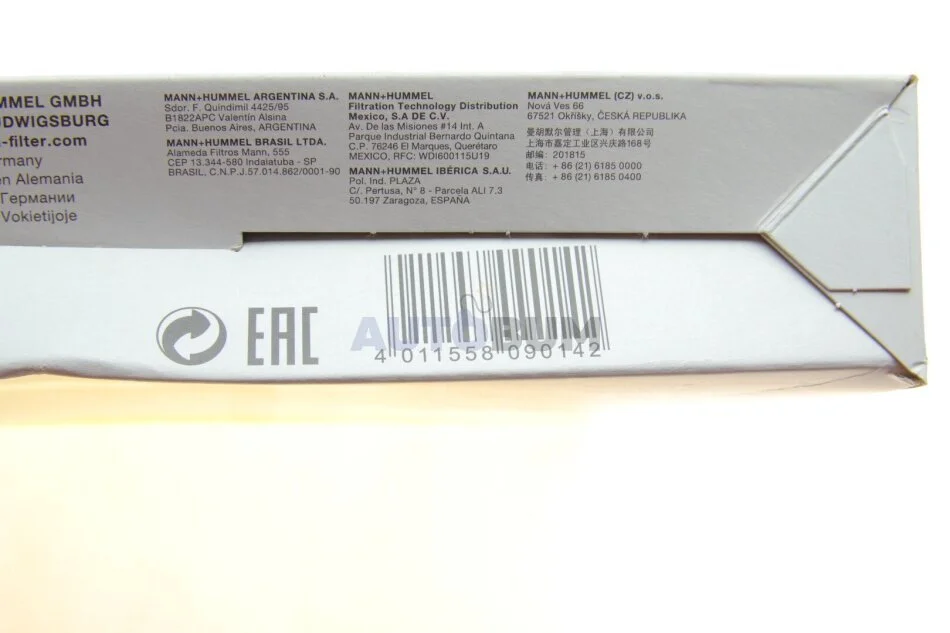 MMEL GMBH
UDWIGSBURG
-filter.com
ermany
en Alemania
Германии
Vokietijoje
MANN+HUMMEL ARGENTINA S.A.
Sdor. F. Quindimil 4425/95
B1822APC Valentín Alsina
Pcia. Buenos Aires, ARGENTINA
MANN+HUMMEL BRASIL LTDA.
Alameda Filtros Mann, 555
CEP 13.344-580 Indaiatuba - SP
BRASIL, C.N.P.J.57.014.862/0001-90
MANN+HUMMEL
Filtration Technology Distribution
Mexico, S.A DE C.V.
Av. De las Misiones #14 Int. A
Parque Industrial Bernardo Quintana
C.P. 76246 El Marques, Querétaro
MEXICO, RFC: WDI600115U19
MANN+HUMMEL IBÉRICA S.A.U.
Pol. Ind. PLAZA
C/. Pertusa, N° 8 - Parcela ALI 7.3
50.197 Zaragoza, ESPAÑA
MANN+HUMMEL (CZ) v.o.s.
Nová Ves 66
67521 Okříšky, ČESKÁ REPUBLIKA
曼胡默尔管理（上海）有限公司
上海市嘉定工业区兴庆路168号
邮编: 201815
电话: + 86 (21) 6185 0000
传真: + 86 (21) 6185 0400
EAC
AUTOBUM
4 011558 090142